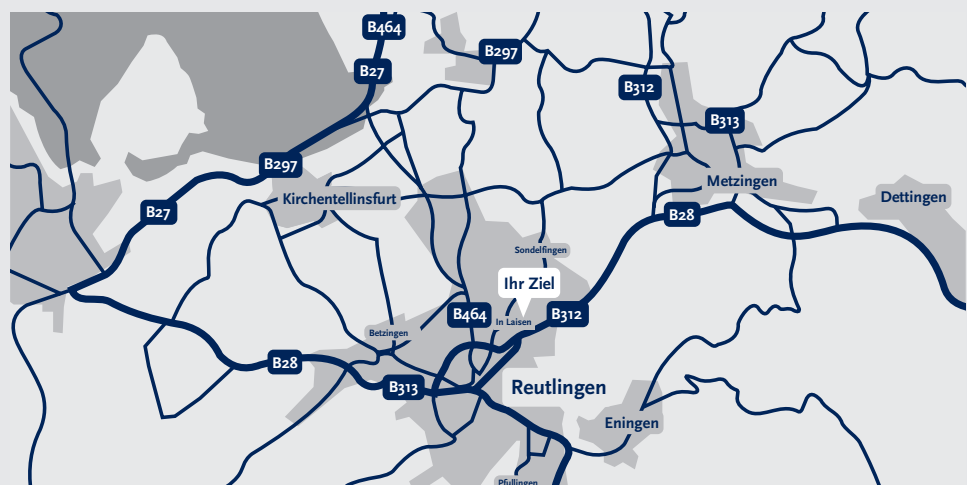 B464
B297
B27
B312
B313
B297
Metzingen
Kirchentellinsfurt
Dettingen
B27
B28
Sondelfingen
Ihr Ziel
B464
In Laisen
B312
Betzingen
B28
B313
Reutlingen
Eningen
Pfullingen